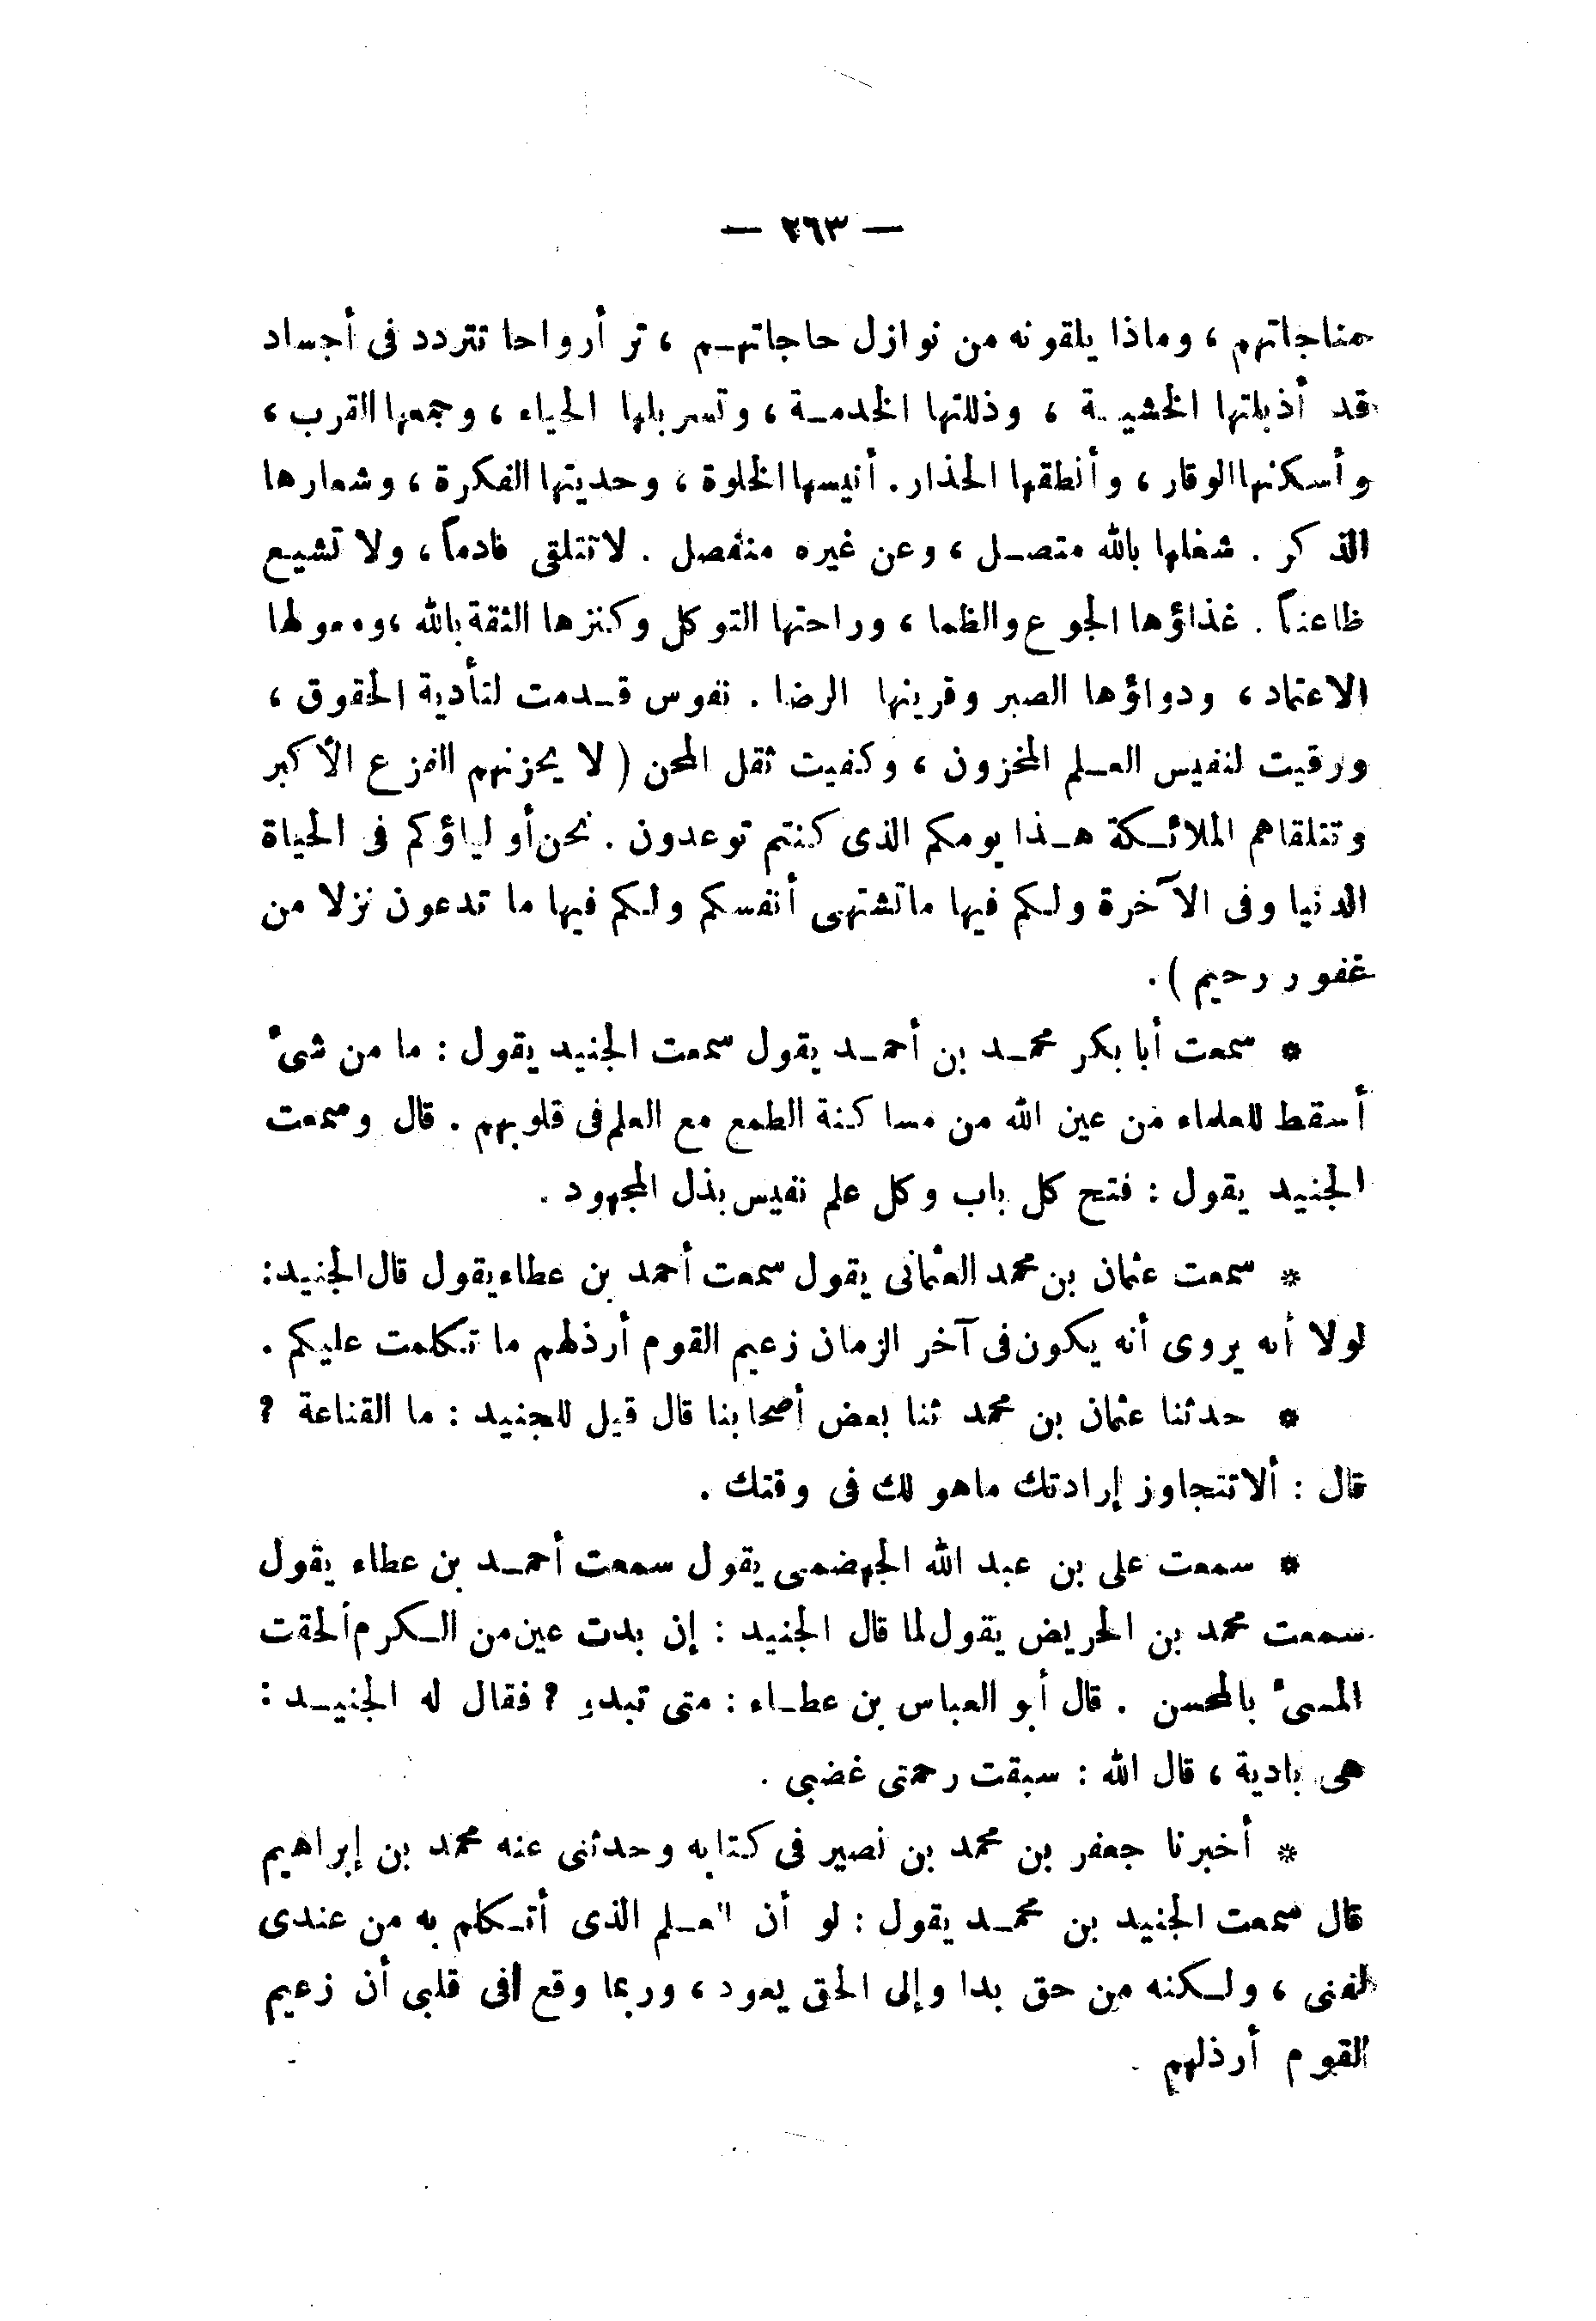 — ٢٦٣ —
مناجاتهم ، وماذا يلقونه من نوازل حاجاتهم ، تر أرواحا تتردد فى أجساد
قد أذبلتها الخشية ، وذللتها الخدمة ، وتسربلها الحياء ، وجمعها القرب ،
وأسكنها الوقار ، وأنطقها الحذار . أنيسها الخلوة ، وحديثها الفكرة ، وشعارها
الذكر . شغلها بالله متصل ، وعن غيره منفصل . لا تتلقى قادماً ، ولا تشيع
ظاعناً . غذاؤها الجوع والظما ، وراحتها التوكل وكنزها الثقة بالله ، ومعولها
الاعتماد ، ودواؤها الصبر وقرينها الرضا . نفوس قدمت لتأدية الحقوق ،
ورقيت لنفيس العلم المخزون ، وكفيت ثقل المحن ( لا يحزنهم الفزع الأكبر
وتتلقاهم الملائكة هذا يومكم الذى كنتم توعدون . نحن أولياؤكم فى الحياة
الدنيا وفى الآخرة ولكم فيها ما تشتهى أنفسكم ولكم فيها ما تدعون نزلا من
غفور رحيم ) .
* سمعت أبا بكر محمد بن أحمد يقول سمعت الجنيد يقول : ما من شىء
أسقط للعلماء من عين الله من مساكنة الطمع مع العلم فى قلوبهم . قال وسمعت
الجنيد يقول : فتح كل باب وكل علم نفيس بذل المجهود .
* سمعت عثمان بن محمد العثمانى يقول سمعت أحمد بن عطاء يقول قال الجنيد :
لولا أنه يروى أنه يكون فى آخر الزمان زعيم القوم أرذلهم ما تكلمت عليكم .
* حدثنا عثمان بن محمد ثنا بعض أصحابنا قال قيل للجنيد : ما القناعة ؟
قال : ألا تتجاوز إرادتك ما هو لك فى وقتك .
* سمعت على بن عبد الله الجهضمى يقول سمعت أحمد بن عطاء يقول
سمعت محمد بن الحريض يقول لما قال الجنيد : إن بدت عين من الكرم ألحقت
المسىء بالمحسن . قال أبو العباس بن عطاء : متى تبدو ؟ فقال له الجنيد :
هى بادية ، قال الله : سبقت رحمتى غضبى .
* أخبرنا جعفر بن محمد بن نصير فى كتابه وحدثنى عنه محمد بن إبراهيم
قال سمعت الجنيد بن محمد يقول : لو أن العلم الذى أتكلم به من عندى
لفنى ، ولكنه من حق بدا وإلى الحق يعود ، وربما وقع فى قلبى أن زعيم
القوم أرذلهم .